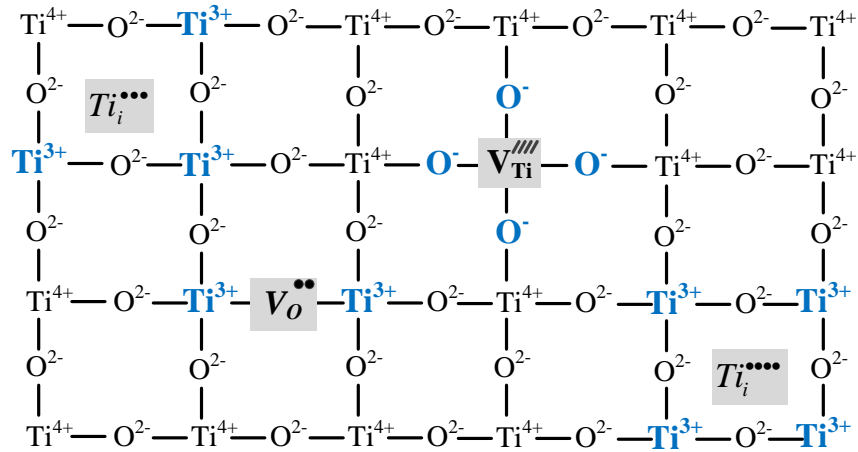 Ti⁴⁺ O²⁻ Ti³⁺ O²⁻ Ti⁴⁺ O²⁻ Ti⁴⁺ O²⁻ Ti⁴⁺ O²⁻ Ti⁴⁺
O²⁻ Tiᵢ••• O²⁻ O²⁻ O⁻ O²⁻ O²⁻
Ti³⁺ O²⁻ Ti³⁺ O²⁻ Ti⁴⁺ O⁻ V_Ti'''' O⁻ Ti⁴⁺ O²⁻ Ti⁴⁺
O²⁻ O²⁻ O²⁻ O⁻ O²⁻ O²⁻
Ti⁴⁺ O²⁻ Ti³⁺ V_O•• Ti³⁺ O²⁻ Ti⁴⁺ O²⁻ Ti³⁺ O²⁻ Ti³⁺
O²⁻ O²⁻ O²⁻ O²⁻ O²⁻ Tiᵢ•••• O²⁻
Ti⁴⁺ O²⁻ Ti⁴⁺ O²⁻ Ti⁴⁺ O²⁻ Ti⁴⁺ O²⁻ Ti³⁺ O²⁻ Ti³⁺